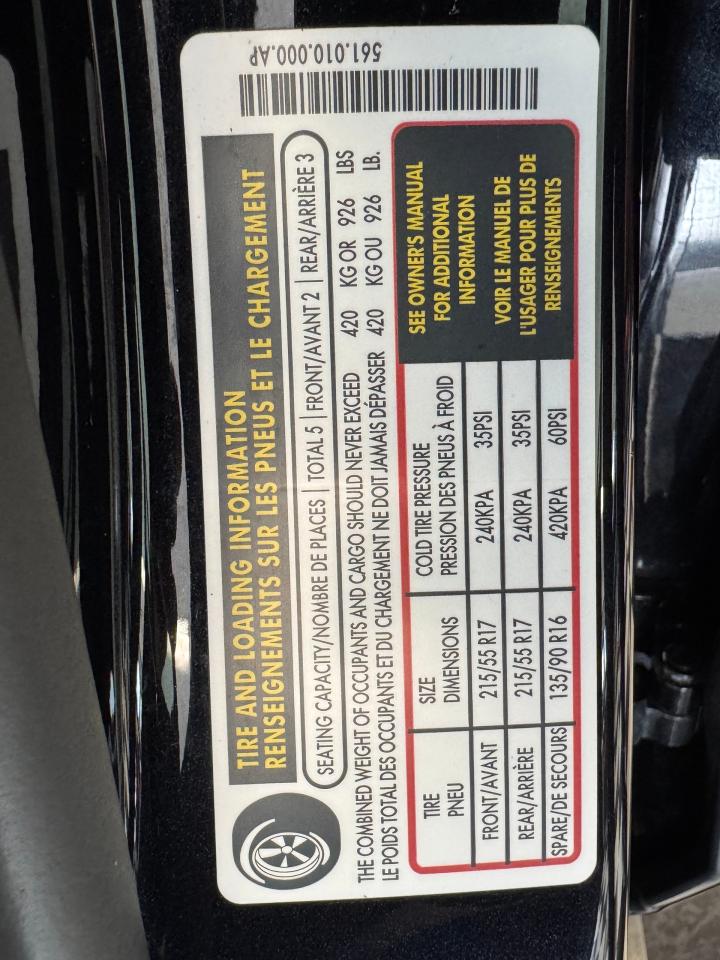 561.010.000.AP
TIRE AND LOADING INFORMATION
RENSEIGNEMENTS SUR LES PNEUS ET LE CHARGEMENT
SEATING CAPACITY/NOMBRE DE PLACES | TOTAL 5 | FRONT/AVANT 2 | REAR/ARRIÈRE 3
THE COMBINED WEIGHT OF OCCUPANTS AND CARGO SHOULD NEVER EXCEED 420 KG OR 926 LBS
LE POIDS TOTAL DES OCCUPANTS ET DU CHARGEMENT NE DOIT JAMAIS DÉPASSER 420 KG OU 926 LB.
TIRE SIZE COLD TIRE PRESSURE
PNEU DIMENSIONS PRESSION DES PNEUS À FROID
FRONT/AVANT 215/55 R17 240KPA 35PSI
REAR/ARRIÈRE 215/55 R17 240KPA 35PSI
SPARE/DE SECOURS 135/90 R16 420KPA 60PSI
SEE OWNER'S MANUAL
FOR ADDITIONAL
INFORMATION
VOIR LE MANUEL DE
L'USAGER POUR PLUS DE
RENSEIGNEMENTS